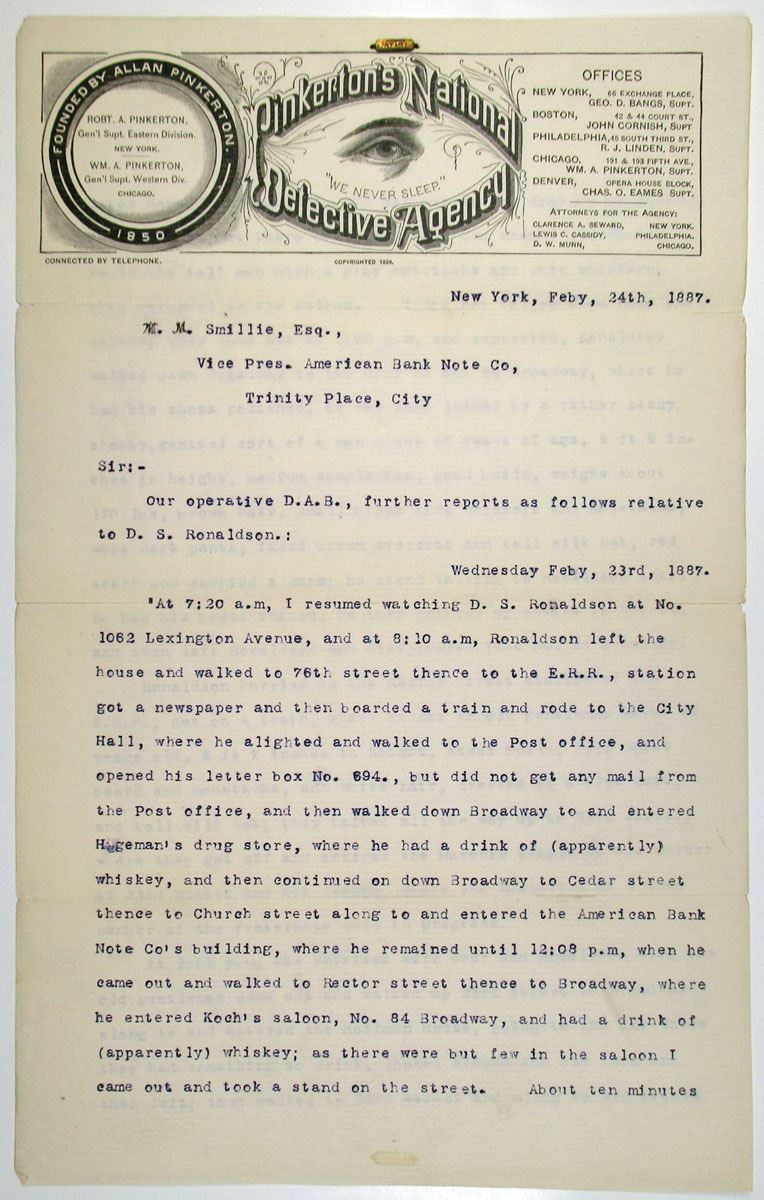 FOUNDED BY ALLAN PINKERTON.
ROBT. A. PINKERTON,
Gen'l Supt. Eastern Division.
NEW YORK.
WM. A. PINKERTON,
Gen'l Supt. Western Div.
CHICAGO.
1850
Pinkerton's National
"WE NEVER SLEEP."
Detective Agency
OFFICES
NEW YORK, 66 EXCHANGE PLACE,
GEO. D. BANGS, SUPT.
BOSTON, 42 & 44 COURT ST.,
JOHN CORNISH, SUPT
PHILADELPHIA, 45 SOUTH THIRD ST.,
R. J. LINDEN, SUPT.
CHICAGO, 191 & 193 FIFTH AVE.,
WM. A. PINKERTON, SUPT.
DENVER, OPERA HOUSE BLOCK,
CHAS. O. EAMES SUPT.
ATTORNEYS FOR THE AGENCY:
CLARENCE A. SEWARD, NEW YORK.
LEWIS C. CASSIDY, PHILADELPHIA.
D. W. MUNN, CHICAGO.
CONNECTED BY TELEPHONE.
COPYRIGHTED
New York, Feby, 24th, 1887.
M. Smillie, Esq.,
Vice Pres. American Bank Note Co,
Trinity Place, City
Sir:-
Our operative D.A.B., further reports as follows relative
to D. S. Ronaldson.:
Wednesday Feby, 23rd, 1887.
"At 7:20 a.m, I resumed watching D. S. Ronaldson at No.
1062 Lexington Avenue, and at 8:10 a.m, Ronaldson left the
house and walked to 76th street thence to the E.R.R., station
got a newspaper and then boarded a train and rode to the City
Hall, where he alighted and walked to the Post office, and
opened his letter box No. 694., but did not get any mail from
the Post office, and then walked down Broadway to and entered
Hegeman's drug store, where he had a drink of (apparently)
whiskey, and then continued on down Broadway to Cedar street
thence to Church street along to and entered the American Bank
Note Co's building, where he remained until 12:08 p.m, when he
came out and walked to Rector street thence to Broadway, where
he entered Koch's saloon, No. 84 Broadway, and had a drink of
(apparently) whiskey; as there were but few in the saloon I
came out and took a stand on the street. About ten minutes